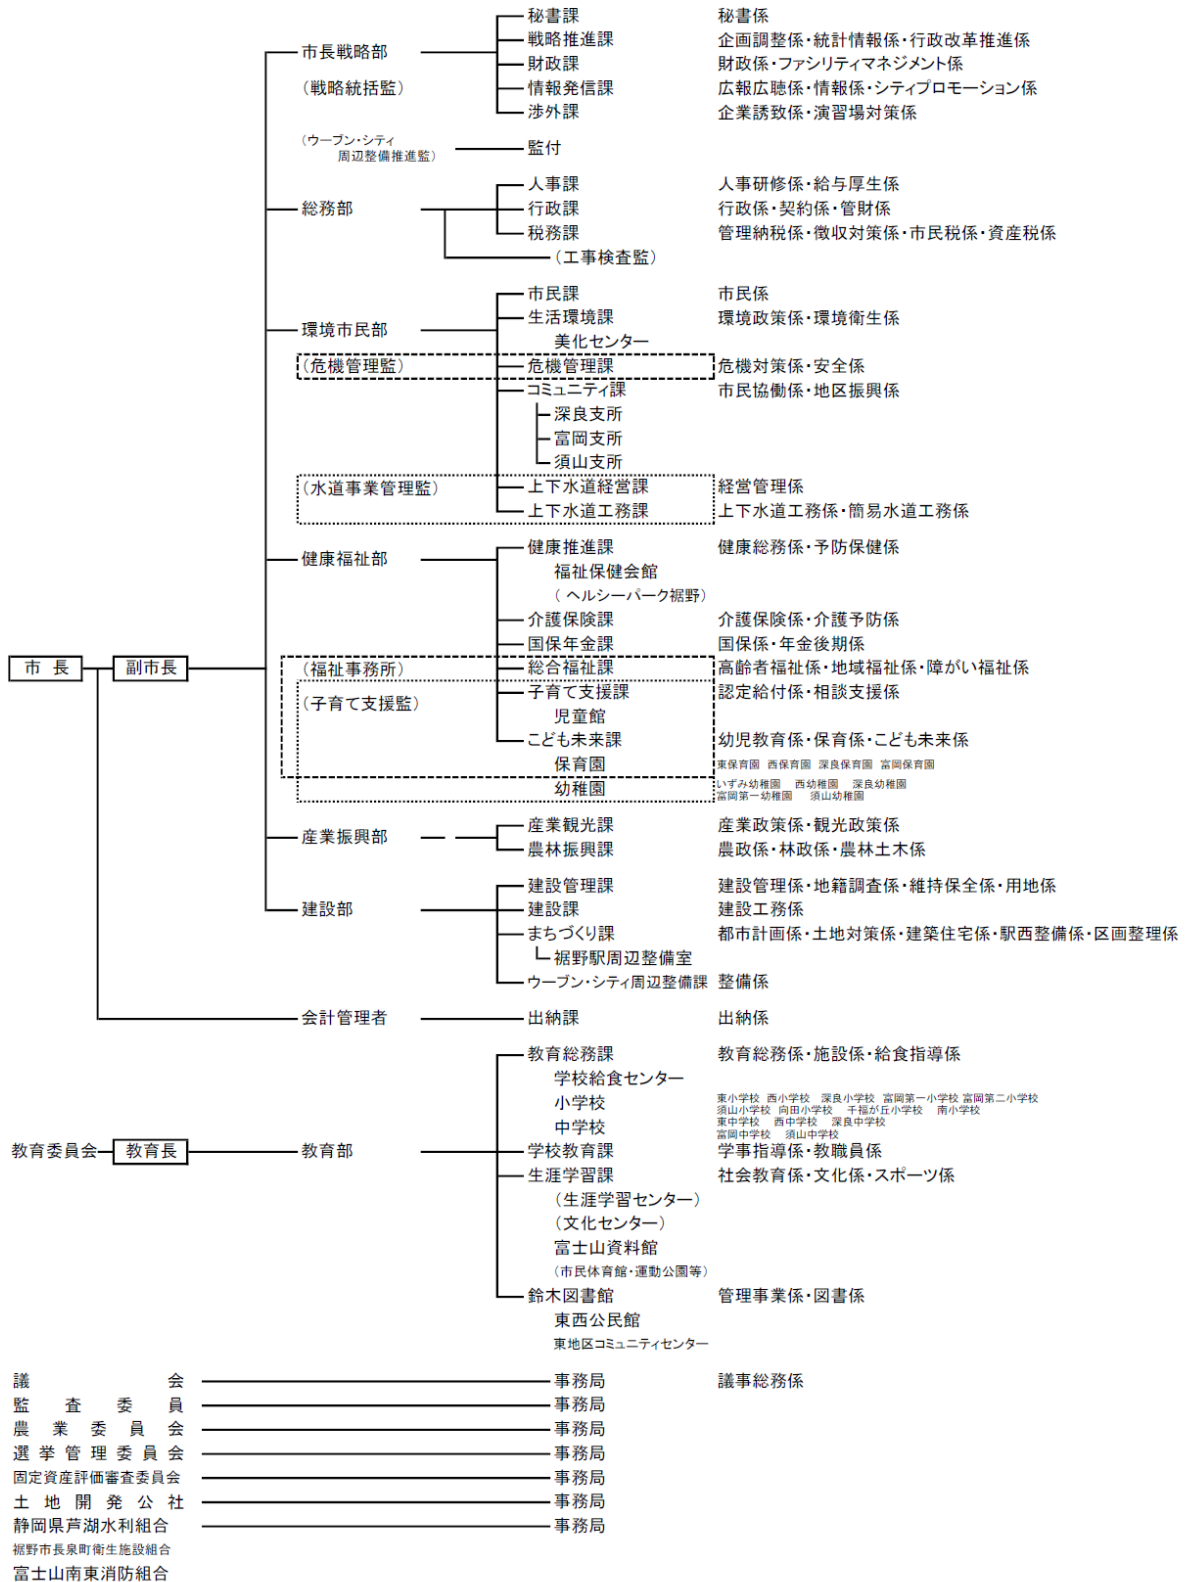 秘書課 秘書係
市長戦略部 戦略推進課 企画調整係・統計情報係・行政改革推進係
財政課 財政係・ファシリティマネジメント係
(戦略統括監) 情報発信課 広報広聴係・情報係・シティプロモーション係
渉外課 企業誘致係・演習場対策係
(ウーブン・シティ
周辺整備推進監) 監付
人事課 人事研修係・給与厚生係
総務部 行政課 行政係・契約係・管財係
税務課 管理納税係・徴収対策係・市民税係・資産税係
(工事検査監)
市民課 市民係
生活環境課 環境政策係・環境衛生係
環境市民部 美化センター
(危機管理監) 危機管理課 危機対策係・安全係
コミュニティ課 市民協働係・地区振興係
深良支所
富岡支所
須山支所
(水道事業管理監) 上下水道経営課 経営管理係
上下水道工務課 上下水道工務係・簡易水道工務係
健康福祉部 健康推進課 健康総務係・予防保健係
福祉保健会館
( ヘルシーパーク裾野)
介護保険課 介護保険係・介護予防係
国保年金課 国保係・年金後期係
市 長 副市長 (福祉事務所) 総合福祉課 高齢者福祉係・地域福祉係・障がい福祉係
(子育て支援監) 子育て支援課 認定給付係・相談支援係
児童館
こども未来課 幼児教育係・保育係・こども未来係
保育園 東保育園 西保育園 深良保育園 富岡保育園
幼稚園 いずみ幼稚園 西幼稚園 深良幼稚園
富岡第一幼稚園 須山幼稚園
産業振興部 産業観光課 産業政策係・観光政策係
農林振興課 農政係・林政係・農林土木係
建設管理課 建設管理係・地籍調査係・維持保全係・用地係
建設部 建設課 建設工務係
まちづくり課 都市計画係・土地対策係・建築住宅係・駅西整備係・区画整理係
裾野駅周辺整備室
ウーブン・シティ周辺整備課 整備係
会計管理者 出納課 出納係
教育総務課 教育総務係・施設係・給食指導係
学校給食センター
小学校 東小学校 西小学校 深良小学校 富岡第一小学校 富岡第二小学校
須山小学校 向田小学校 千福が丘小学校 南小学校
中学校 東中学校 西中学校 深良中学校
富岡中学校 須山中学校
教育委員会 教育長 教育部 学校教育課 学事指導係・教職員係
生涯学習課 社会教育係・文化係・スポーツ係
(生涯学習センター)
(文化センター)
富士山資料館
(市民体育館・運動公園等)
鈴木図書館 管理事業係・図書係
東西公民館
東地区コミュニティセンター
議会 事務局 議事総務係
監査委員 事務局
農業委員会 事務局
選挙管理委員会 事務局
固定資産評価審査委員会 事務局
土地開発公社 事務局
静岡県芦湖水利組合 事務局
裾野市長泉町衛生施設組合
富士山南東消防組合